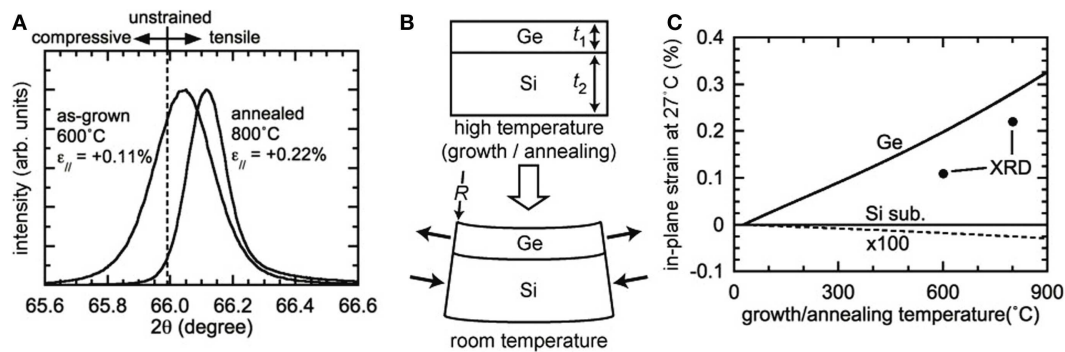 A
unstrained
compressive
tensile
as-grown
600˚C
ε// = +0.11%
annealed
800˚C
ε// = +0.22%
intensity (arb. units)
65.6 65.8 66.0 66.2 66.4 66.6
2θ (degree)
B
Ge
t1
Si
t2
high temperature
(growth / annealing)
R
Ge
Si
room temperature
C
in-plane strain at 27˚C (%)
0.4
0.3
0.2
0.1
0
-0.1
Ge
XRD
Si sub.
x100
0 300 600 900
growth/annealing temperature(˚C)